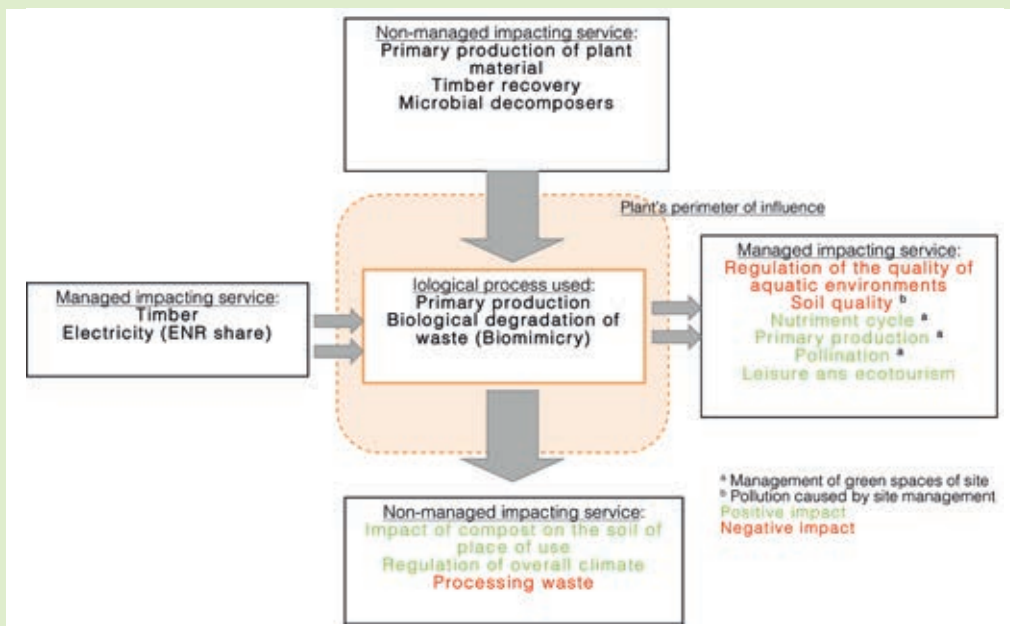 Non-managed impacting service:
Primary production of plant
material
Timber recovery
Microbial decomposers
Plant's perimeter of influence
Managed impacting service:
Timber
Electricity (ENR share)
iological process used:
Primary production
Biological degradation of
waste (Biomimicry)
Managed impacting service:
Regulation of the quality of
aquatic environments
Soil quality b
Nutriment cycle a
Primary production a
Pollination a
Leisure ans ecotourism
Non-managed impacting service:
Impact of compost on the soil of
place of use
Regulation of overall climate
Processing waste
a Management of green spaces of site
b Pollution caused by site management
Positive impact
Negative impact